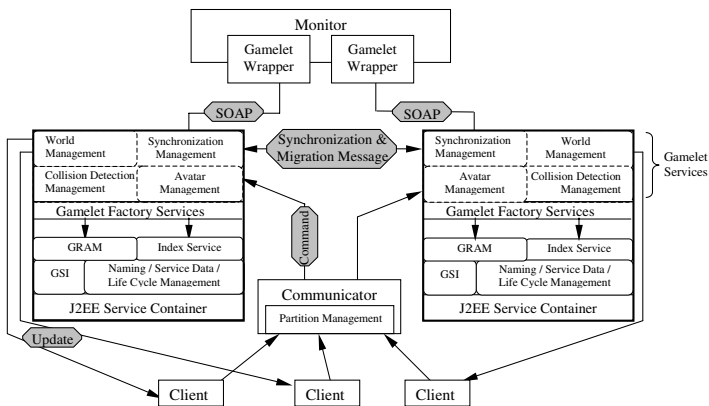 Monitor
Gamelet
Wrapper
Gamelet
Wrapper
SOAP
SOAP
World
Management
Synchronization
Management
Collision Detection
Management
Avatar
Management
Gamelet Factory Services
GRAM
Index Service
GSI
Naming / Service Data /
Life Cycle Management
J2EE Service Container
Synchronization &
Migration Message
Synchronization
Management
World
Management
Avatar
Management
Collision Detection
Management
Gamelet Factory Services
GRAM
Index Service
GSI
Naming / Service Data /
Life Cycle Management
J2EE Service Container
Gamelet
Services
Command
Communicator
Partition Management
Update
Client
Client
Client